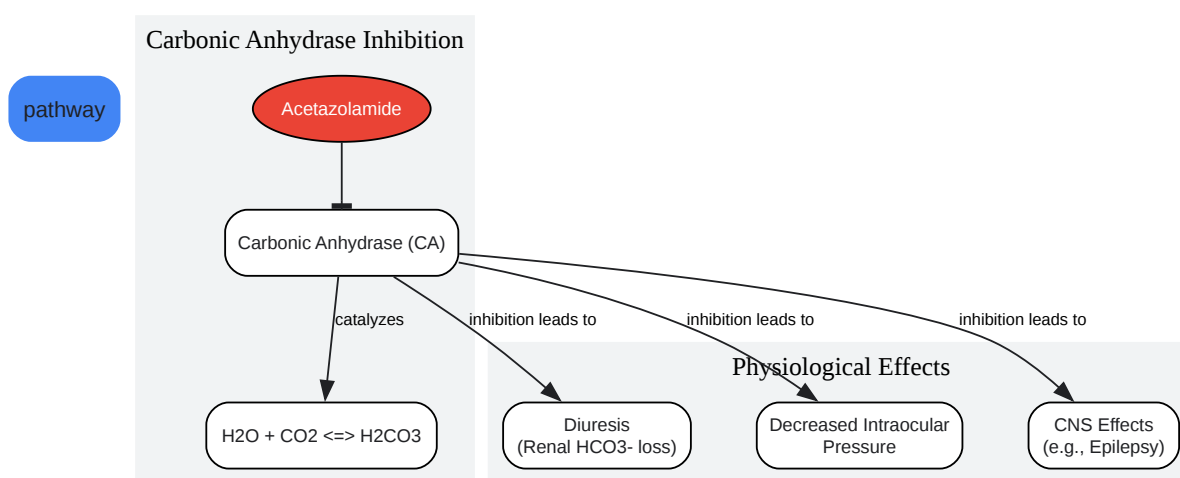 Carbonic Anhydrase Inhibition
pathway
Acetazolamide
Carbonic Anhydrase (CA)
catalyzes
inhibition leads to
inhibition leads to
inhibition leads to
Physiological Effects
H2O + CO2 <=> H2CO3
Diuresis
(Renal HCO3- loss)
Decreased Intraocular
Pressure
CNS Effects
(e.g., Epilepsy)